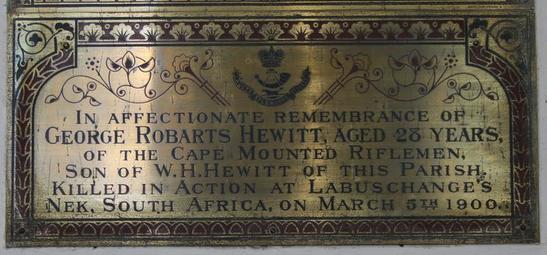 IN AFFECTIONATE REMEMBRANCE OF
GEORGE ROBARTS HEWITT, AGED 28 YEARS,
OF THE CAPE MOUNTED RIFLEMEN,
SON OF W.H.HEWITT OF THIS PARISH,
KILLED IN ACTION AT LABUSCHANGE'S
NEK, SOUTH AFRICA, ON MARCH 5TH 1900.